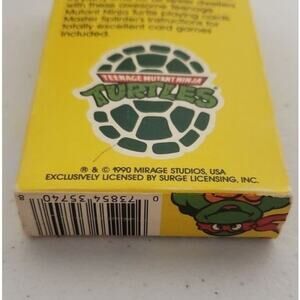 with these awesome Teenage
Mutant Ninja Turtle playing cards.
Master Splinter's instructions for
totally excellent card games
included.
TEENAGE MUTANT NINJA
TURTLES
® & © 1990 MIRAGE STUDIOS, USA
EXCLUSIVELY LICENSED BY SURGE LICENSING, INC.
0 73854 35740 8